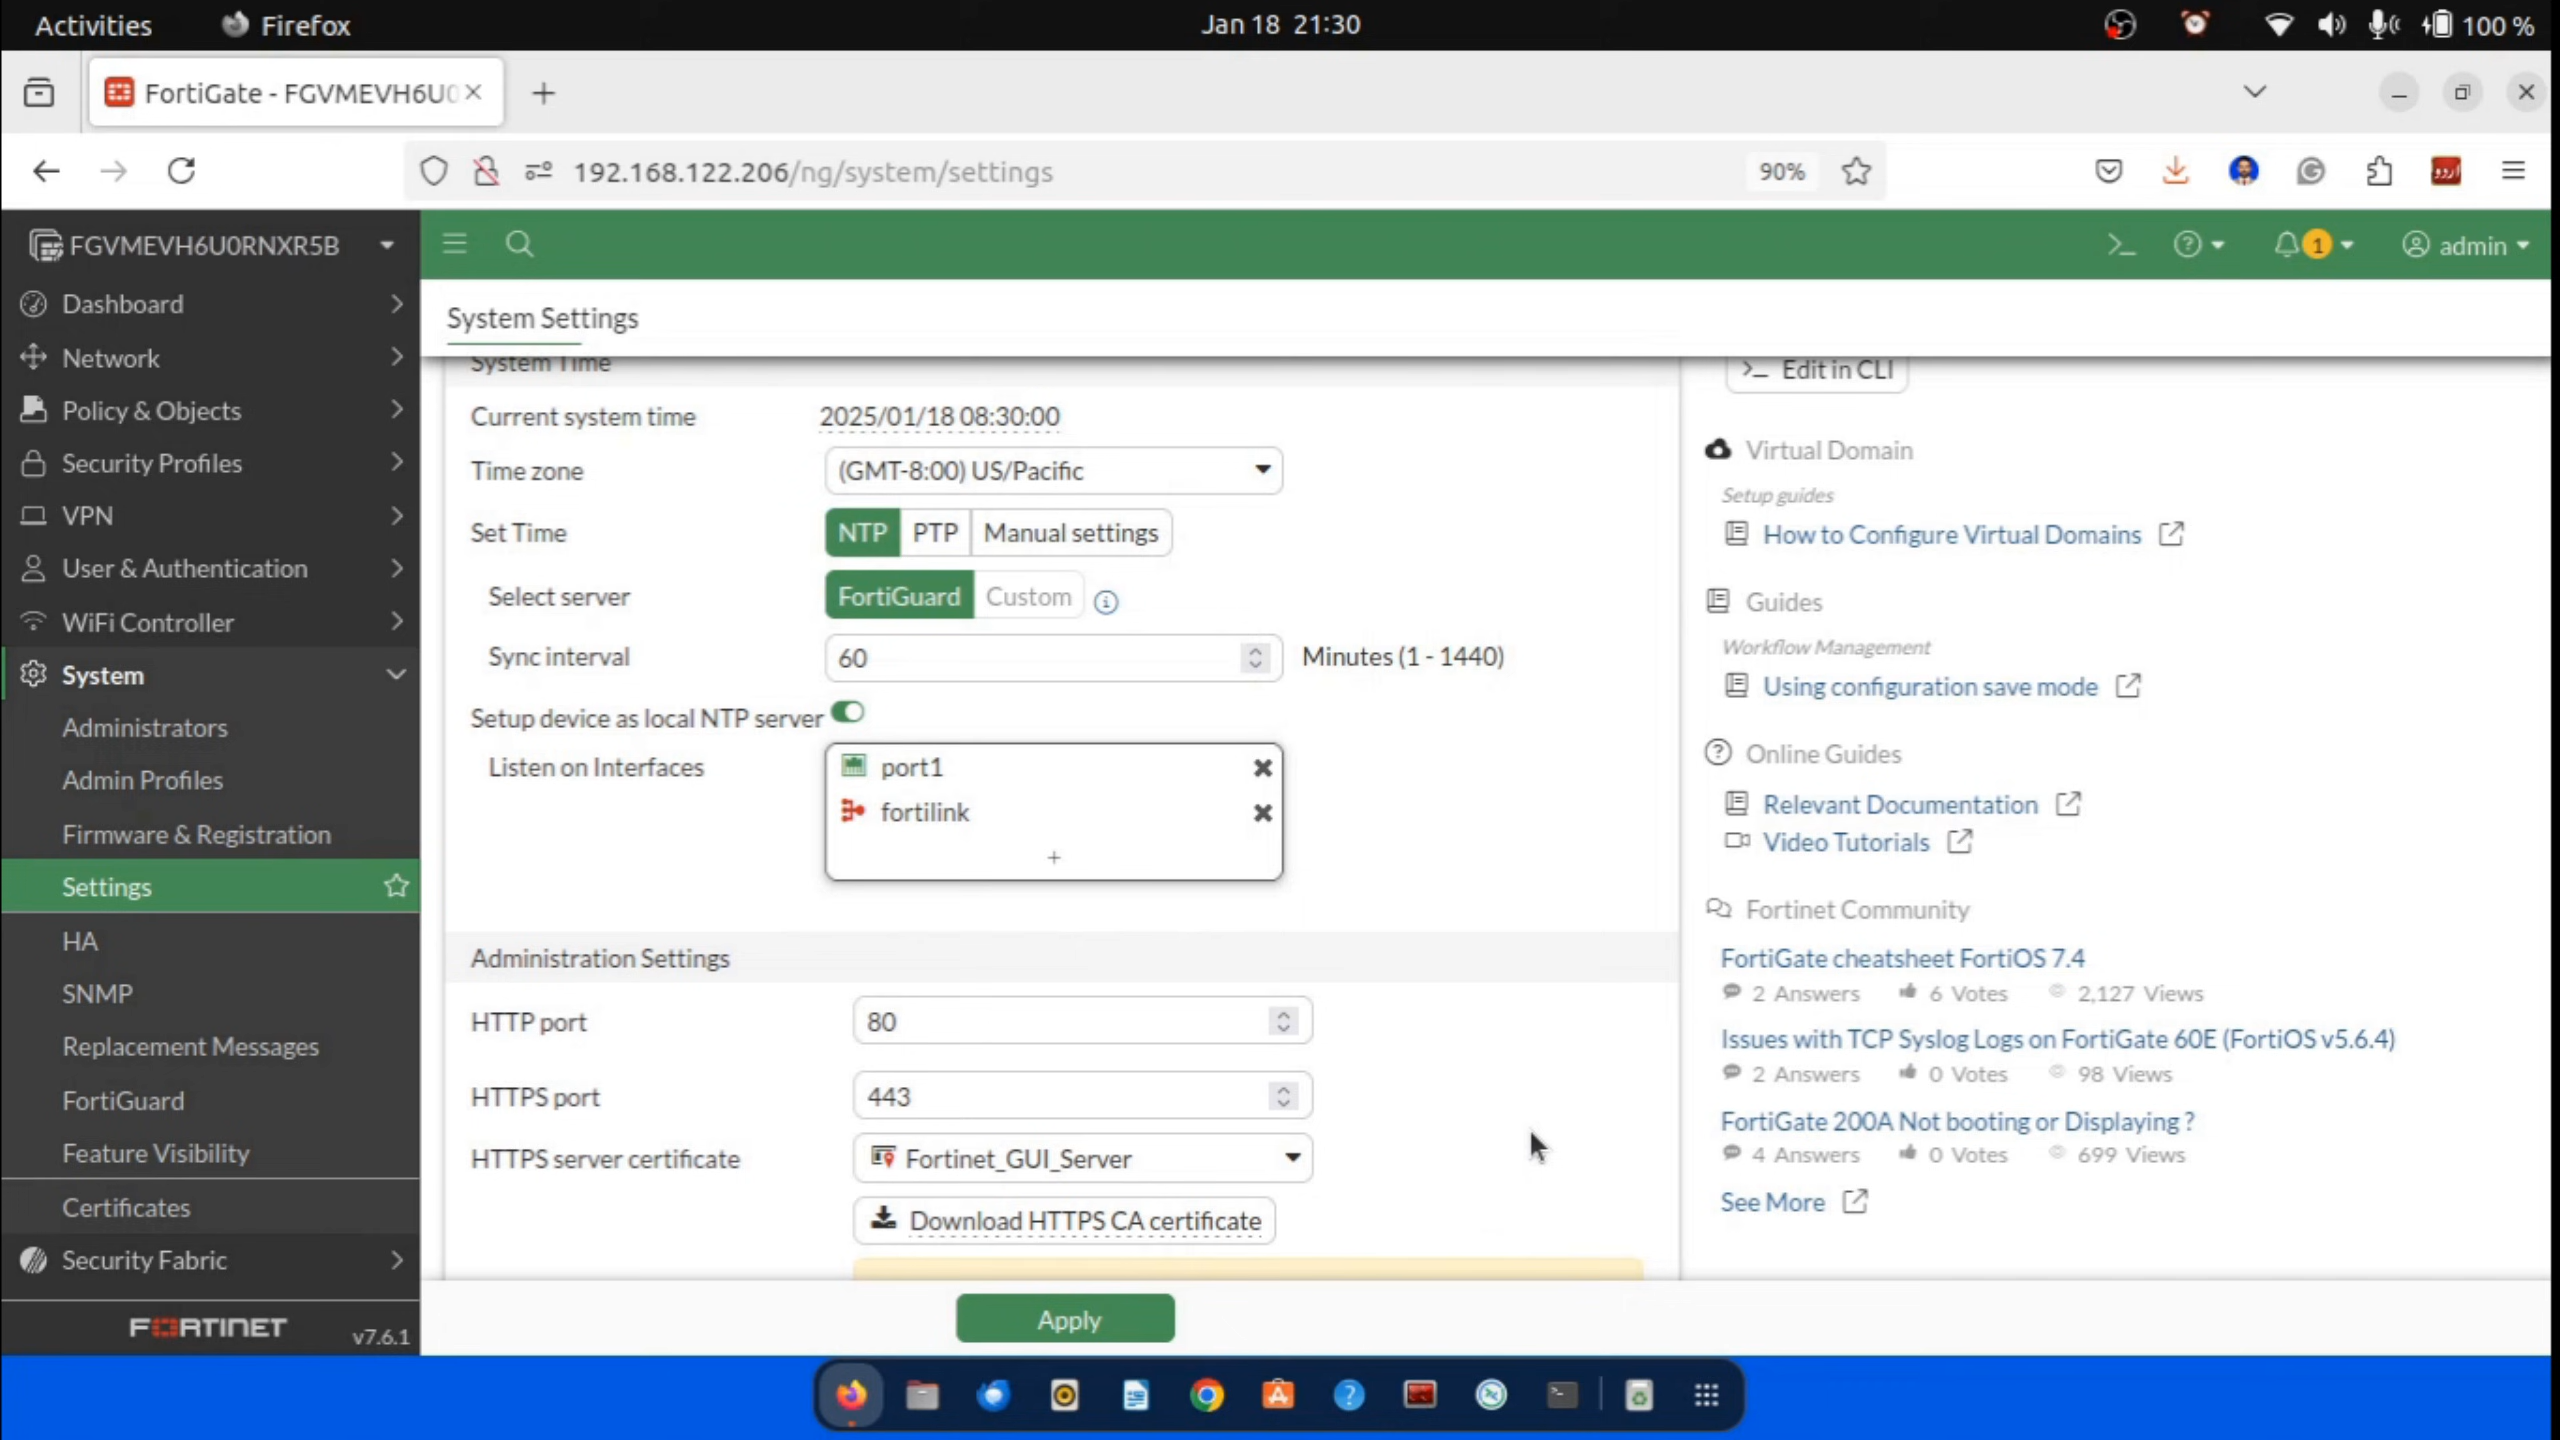 Activities Firefox Jan 18 21:30 100 %
FortiGate - FGVMEVH6U0
192.168.122.206/ng/system/settings 90%
FGVMEVH6U0RNXR5B 1 admin
Dashboard
Network
Policy & Objects
Security Profiles
VPN
User & Authentication
WiFi Controller
System
Administrators
Admin Profiles
Firmware & Registration
Settings
HA
SNMP
Replacement Messages
FortiGuard
Feature Visibility
Certificates
Security Fabric
FORTINET v7.6.1
System Settings
System Time
Current system time 2025/01/18 08:30:00
Time zone (GMT-8:00) US/Pacific
Set Time NTP PTP Manual settings
Select server FortiGuard Custom
Sync interval 60 Minutes (1 - 1440)
Setup device as local NTP server
Listen on Interfaces port1
fortilink
+
Administration Settings
HTTP port 80
HTTPS port 443
HTTPS server certificate Fortinet_GUI_Server
Download HTTPS CA certificate
Apply
>_ Edit in CLI
Virtual Domain
Setup guides
How to Configure Virtual Domains
Guides
Workflow Management
Using configuration save mode
Online Guides
Relevant Documentation
Video Tutorials
Fortinet Community
FortiGate cheatsheet FortiOS 7.4
2 Answers 6 Votes 2,127 Views
Issues with TCP Syslog Logs on FortiGate 60E (FortiOS v5.6.4)
2 Answers 0 Votes 98 Views
FortiGate 200A Not booting or Displaying ?
4 Answers 0 Votes 699 Views
See More